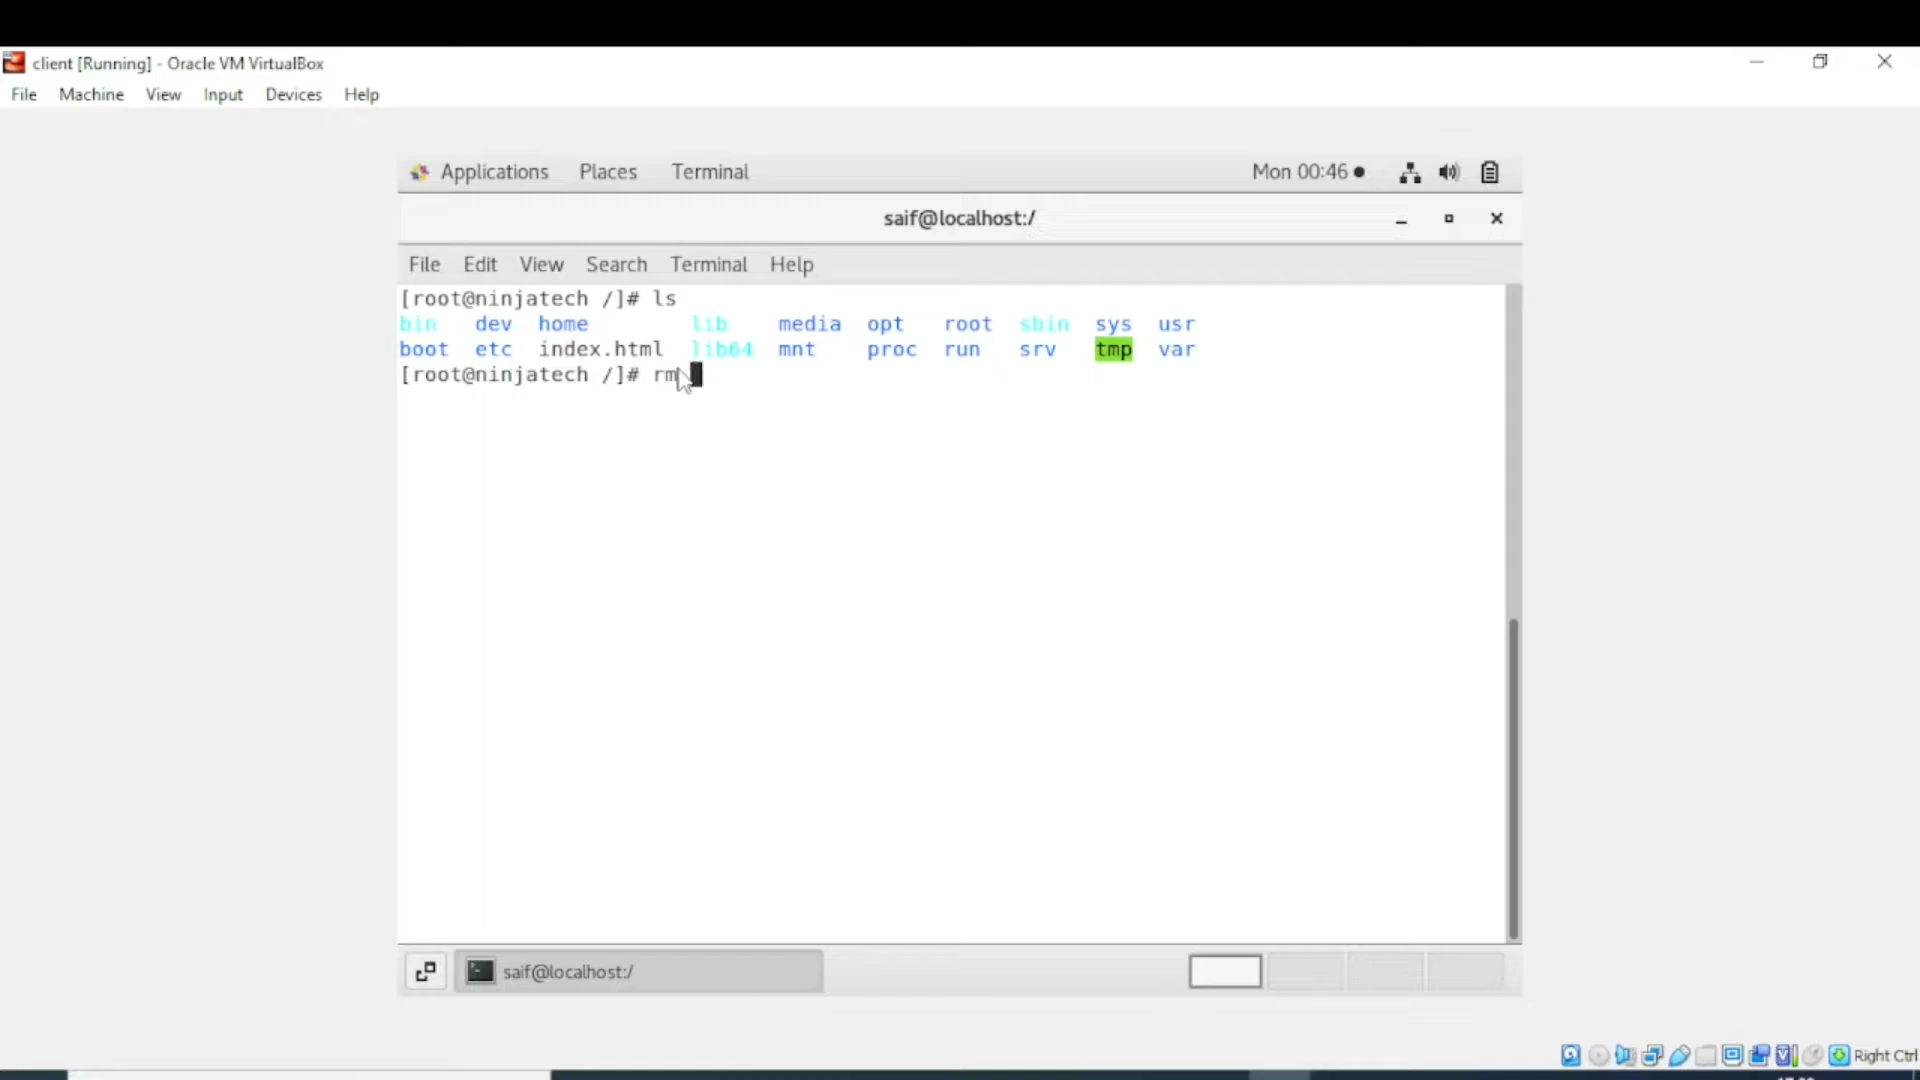 client [Running] - Oracle VM VirtualBox
File Machine View Input Devices Help
Applications Places Terminal Mon 00:46
saif@localhost:/
File Edit View Search Terminal Help
[root@ninjatech /]# ls
bin dev home lib media opt root sbin sys usr
boot etc index.html lib64 mnt proc run srv tmp var
[root@ninjatech /]# rm
saif@localhost:/
Right Ctrl